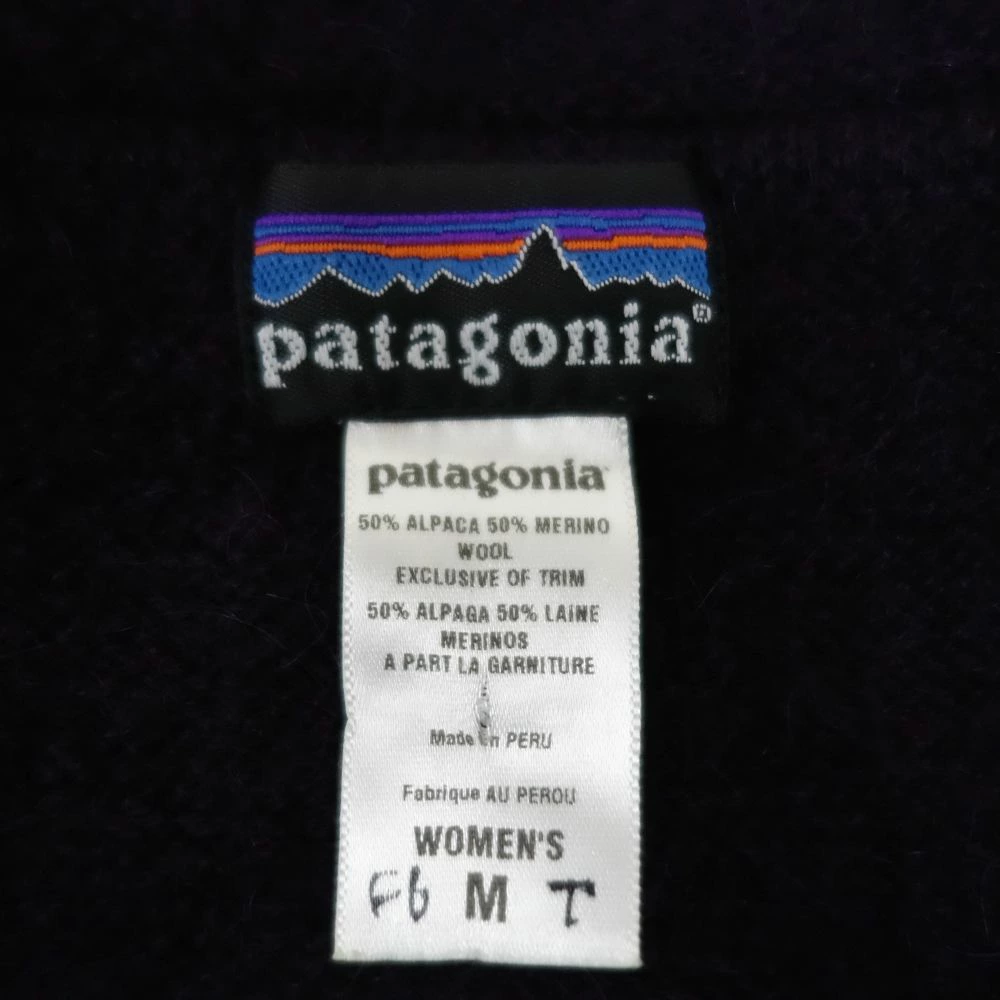 patagonia®
patagonia
50% ALPACA 50% MERINO
WOOL
EXCLUSIVE OF TRIM
50% ALPAGA 50% LAINE
MERINOS
A PART LA GARNITURE
Made in PERU
Fabrique AU PEROU
WOMEN'S
F6 M T